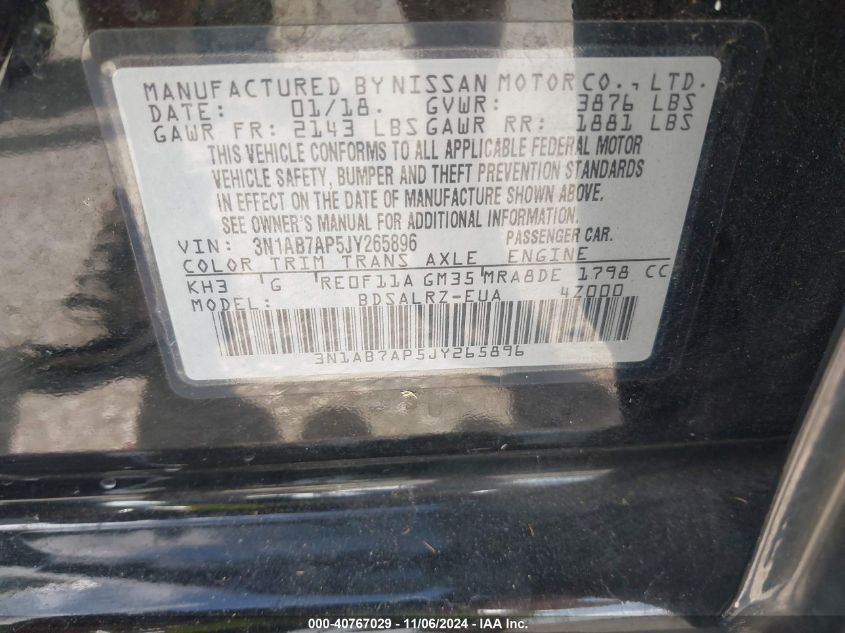 MANUFACTURED BY NISSAN MOTOR CO., LTD.
DATE: 01/18. GVWR: 3876 LBS
GAWR FR: 2143 LBS GAWR RR: 1881 LBS
THIS VEHICLE CONFORMS TO ALL APPLICABLE FEDERAL MOTOR
VEHICLE SAFETY, BUMPER AND THEFT PREVENTION STANDARDS
IN EFFECT ON THE DATE OF MANUFACTURE SHOWN ABOVE.
SEE OWNER'S MANUAL FOR ADDITIONAL INFORMATION.
VIN: 3N1AB7AP5JY265896 PASSENGER CAR.
COLOR TRIM TRANS AXLE ENGINE
KH3 G RE0F11A GM35 MRA8DE 1798 CC
MODEL: BDSALRZ-EUA 47000
3N1AB7AP5JY265896
000-40767029 - 11/06/2024 - IAA Inc.